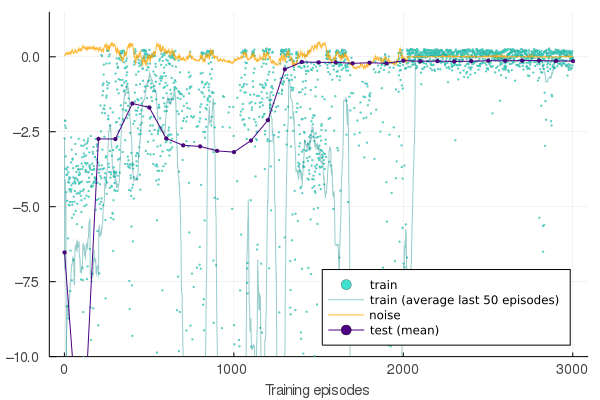 0.0
−2.5
−5.0
−7.5
−10.0
train
train (average last 50 episodes)
noise
test (mean)
0 1000 2000 3000
Training episodes